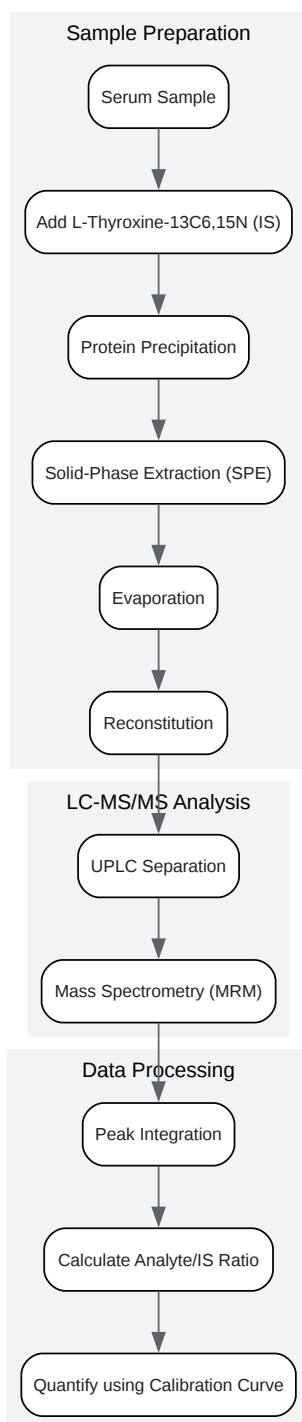 Sample Preparation
Serum Sample
Add L-Thyroxine-13C6,15N (IS)
Protein Precipitation
Solid-Phase Extraction (SPE)
Evaporation
Reconstitution
LC-MS/MS Analysis
UPLC Separation
Mass Spectrometry (MRM)
Data Processing
Peak Integration
Calculate Analyte/IS Ratio
Quantify using Calibration Curve